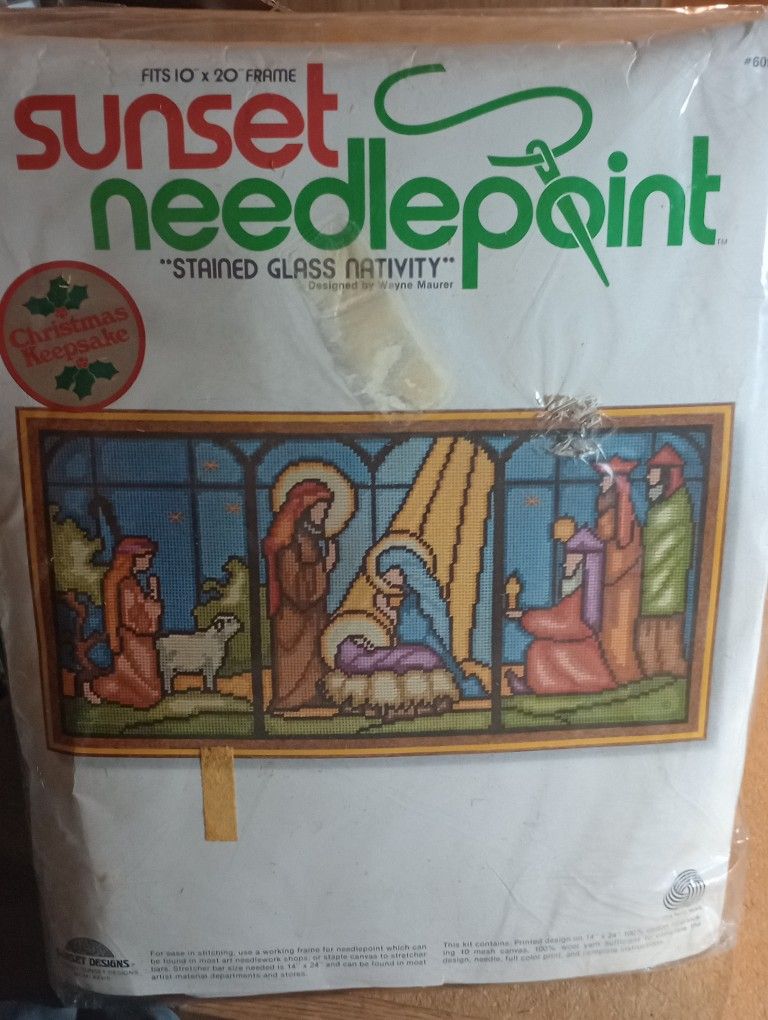 FITS 10" x 20" FRAME
#60
sunset
needlepoint™
"STAINED GLASS NATIVITY"
Designed by Wayne Maurer
Christmas
Keepsake
SUNSET DESIGNS
For ease in stitching, use a working frame for needlepoint which can
be found in most art needlework shops, or staple canvas to stretcher
bars. Stretcher bar size needed is 14" x 24" and can be found in most
artist material departments and stores.
This kit contains: Printed design on 14" x 24" 100% cotton
ing 10 mesh canvas, 100% wool yarn sufficient to complete the
design, needle, full color print, and complete instructions.